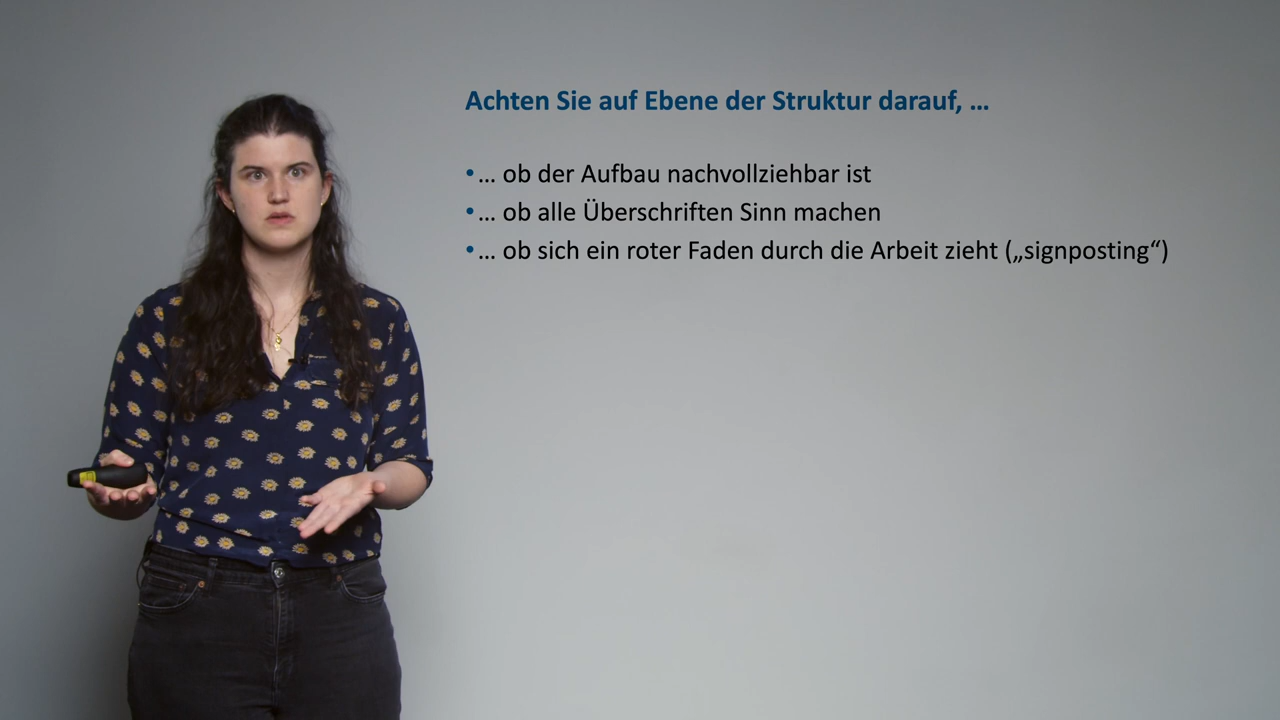 Achten Sie auf Ebene der Struktur darauf, …
• … ob der Aufbau nachvollziehbar ist
• … ob alle Überschriften Sinn machen
• … ob sich ein roter Faden durch die Arbeit zieht („signposting“)